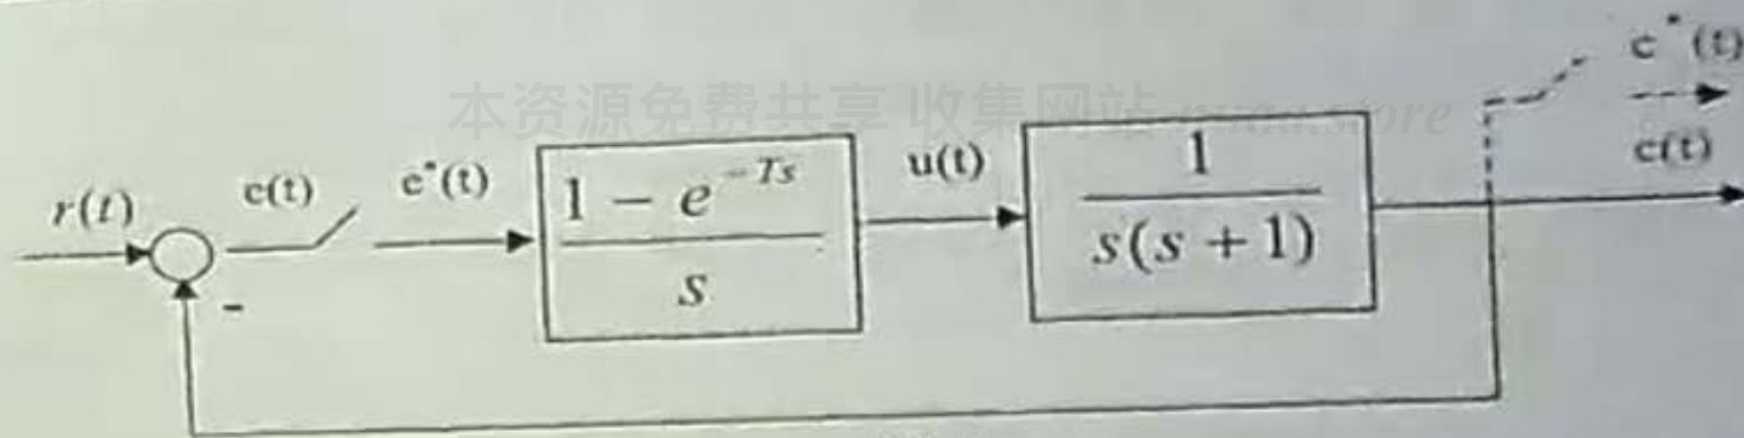 c*(t)
本资源免费共享 收集网站
r(t)
c(t)
e*(t)
1 − e^{−Ts}
s
u(t)
1
s(s + 1)
c(t)
-